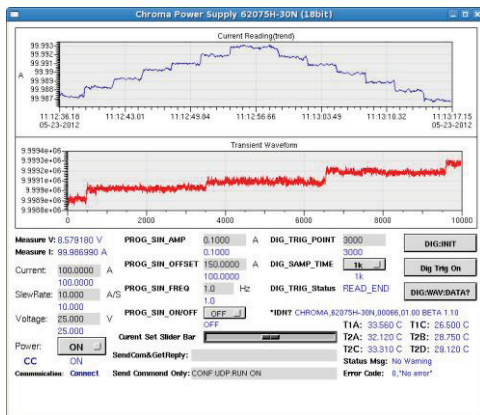 Chroma Power Supply 62075H-30N (18bit)
Current Reading(trend)
99.993
99.993
99.992
99.991
99.99
99.989
99.988
99.987
A
11:12:36.16 11:12:43.01 11:12:49.84 11:12:56.66 11:13:03.49 11:13:10.32 11:13:17.15
05-23-2012 05-23-2012
Transient Waveform
9.9994e+06
9.9993e+06
9.9992e+06
9.9991e+06
9.999e+06
9.9989e+06
9.9988e+06
0 2000 4000 6000 8000 10000
Measure V: 8.579180 V
Measure I: 99.986990 A
Current: 100.0000 A
100.0000
SlewRate: 10.000 A/S
10.000
Voltage: 25.000 V
25.000
Power: ON
CC ON
Communication: Connect
PROG_SIN_AMP 0.1000 A
0.1000
PROG_SIN_OFFSET 150.0000 A
100.0000
PROG_SIN_FREQ 1.0 Hz
1.0
PROG_SIN_ON/OFF OFF
OFF
Curent Set Slider Bar
SendCom&GetReply:
Send Commond Only: CONF:UDP:RUN ON
DIG_TRIG_POINT 3000
3000
DIG_SAMP_TIME 1k
1k
DIG_TRIG_Status READ_END
*IDN? CHROMA,62075H-30N,00066,01.00 BETA 1.10
T1A: 33.560 C T1C: 26.500 C
T2A: 32.120 C T2B: 28.750 C
T2C: 33.310 C T2D: 29.120 C
Status Msg: No Warning
Error Code: 0,"No error"
DIG:INIT
Dig Trig On
DIG:WAV:DATA?